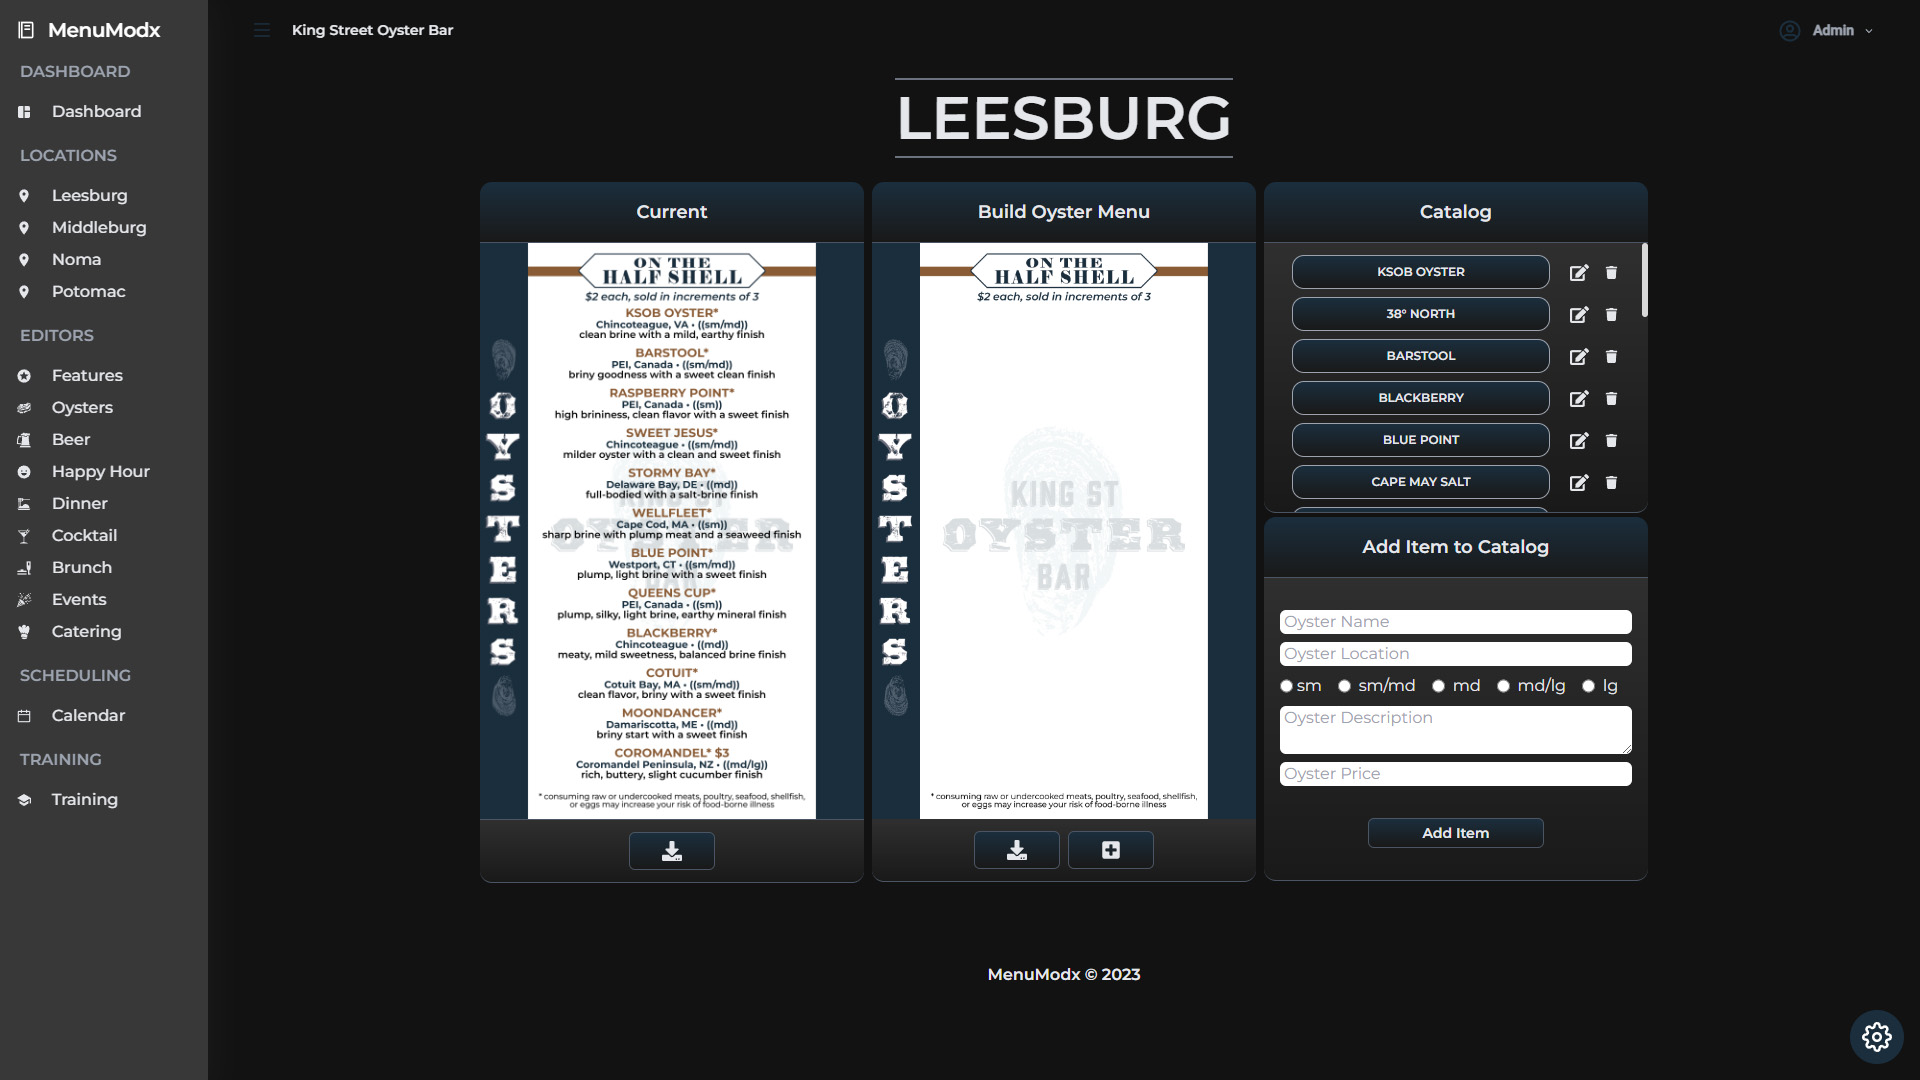 MenuModx
DASHBOARD
Dashboard
LOCATIONS
Leesburg
Middleburg
Noma
Potomac
EDITORS
Features
Oysters
Beer
Happy Hour
Dinner
Cocktail
Brunch
Events
Catering
SCHEDULING
Calendar
TRAINING
Training
King Street Oyster Bar
Admin
LEESBURG
Current
ON THE
HALF SHELL
$2 each, sold in increments of 3
OYSTERS
KSOB OYSTER*
Chincoteague, VA • ((sm/md))
clean brine with a mild, earthy finish
BARSTOOL*
PEI, Canada • ((sm/md))
briny goodness with a sweet clean finish
RASPBERRY POINT*
PEI, Canada • ((sm))
high brininess, clean flavor with a sweet finish
SWEET JESUS*
Chincoteague • ((sm/md))
milder oyster with a clean and sweet finish
STORMY BAY*
Delaware Bay, DE • ((md))
full-bodied with a salt-brine finish
WELLFLEET*
Cape Cod, MA • ((sm))
sharp brine with plump meat and a seaweed finish
BLUE POINT*
Westport, CT • ((sm/md))
plump, light brine with a sweet finish
QUEENS CUP*
PEI, Canada • ((sm))
plump, silky, light brine, earthy mineral finish
BLACKBERRY*
Chincoteague • ((md))
meaty, mild sweetness, balanced brine finish
COTUIT*
Cotuit Bay, MA • ((sm/md))
clean flavor, briny with a sweet finish
MOONDANCER*
Damariscotta, ME • ((md))
briny start with a sweet finish
COROMANDEL* $3
Coromandel Peninsula, NZ • ((md/lg))
rich, buttery, slight cucumber finish
* consuming raw or undercooked meats, poultry, seafood, shellfish,
or eggs may increase your risk of food-borne illness
KING ST
OYSTER
BAR
Build Oyster Menu
ON THE
HALF SHELL
$2 each, sold in increments of 3
OYSTERS
KING ST
OYSTER
BAR
* consuming raw or undercooked meats, poultry, seafood, shellfish,
or eggs may increase your risk of food-borne illness
Catalog
KSOB OYSTER
38° NORTH
BARSTOOL
BLACKBERRY
BLUE POINT
CAPE MAY SALT
Add Item to Catalog
Oyster Name
Oyster Location
sm sm/md md md/lg lg
Oyster Description
Oyster Price
Add Item
MenuModx © 2023